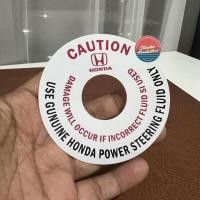 CAUTION
HONDA
DAMAGE WILL OCCUR IF INCORRECT FLUID IS USED
USE GUNUINE HONDA POWER STEERING FLUID ONLY